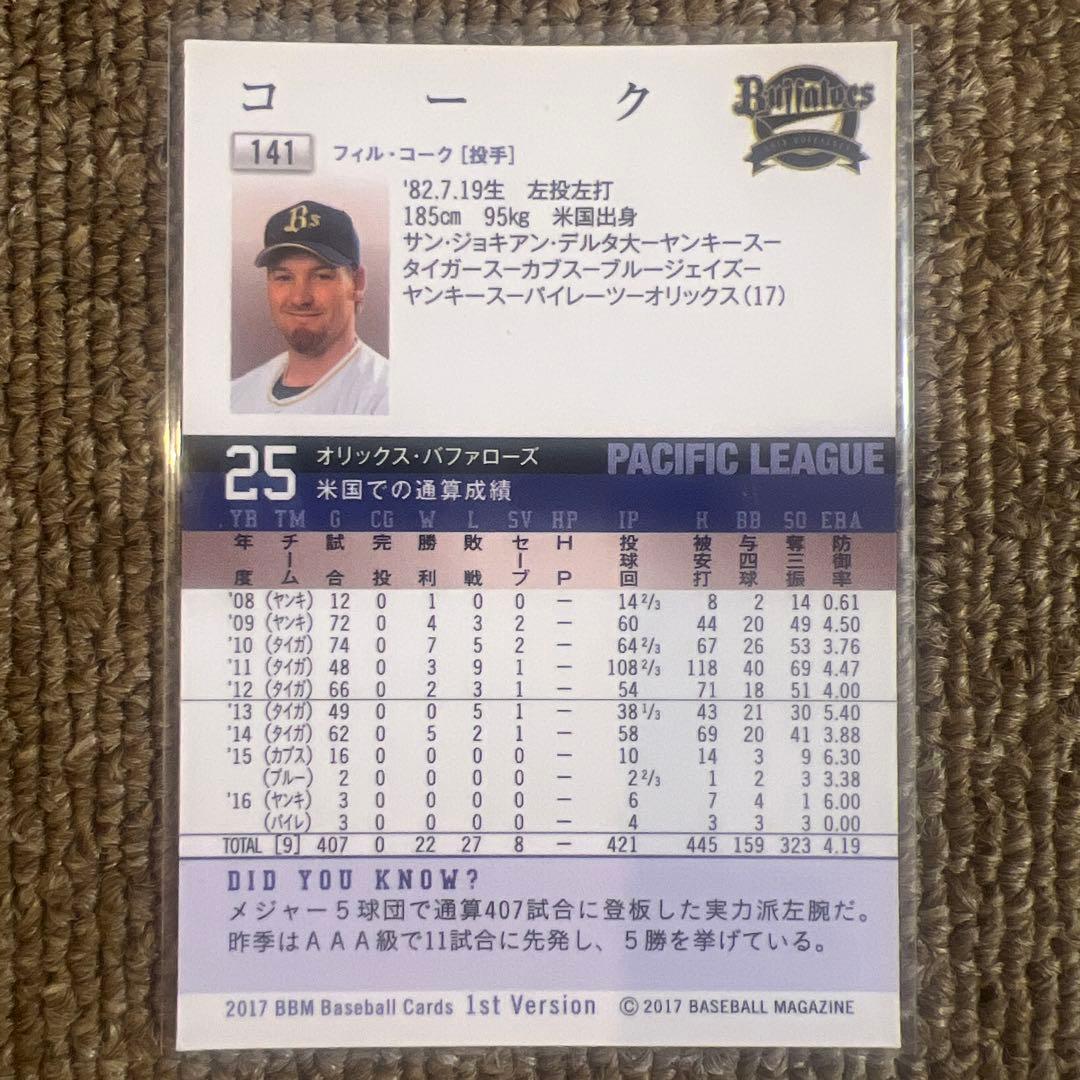 コーク
Buffaloes
ORIX BUFFALOES
141 フィル・コーク [投手]
Bs
'82.7.19生 左投左打
185cm 95kg 米国出身
サン・ジョキアン・デルタ大ーヤンキースー
タイガースーカブスーブルージェイズー
ヤンキースーパイレーツーオリックス(17)
25 オリックス・バファローズ PACIFIC LEAGUE
米国での通算成績
YR TM G CG W L SV HP IP H BB SO ERA
年度 チーム 試合 完投 勝利 敗戦 セーブ HP 投球回 被安打 与四球 奪三振 防御率
'08 (ヤンキ) 12 0 1 0 0 ― 14 2/3 8 2 14 0.61
'09 (ヤンキ) 72 0 4 3 2 ― 60 44 20 49 4.50
'10 (タイガ) 74 0 7 5 2 ― 64 2/3 67 26 53 3.76
'11 (タイガ) 48 0 3 9 1 ― 108 2/3 118 40 69 4.47
'12 (タイガ) 66 0 2 3 1 ― 54 71 18 51 4.00
'13 (タイガ) 49 0 0 5 1 ― 38 1/3 43 21 30 5.40
'14 (タイガ) 62 0 5 2 1 ― 58 69 20 41 3.88
'15 (カブス) 16 0 0 0 0 ― 10 14 3 9 6.30
(ブルー) 2 0 0 0 0 ― 2 2/3 1 2 3 3.38
'16 (ヤンキ) 3 0 0 0 0 ― 6 7 4 1 6.00
(パイレ) 3 0 0 0 0 ― 4 3 3 3 0.00
TOTAL [9] 407 0 22 27 8 ― 421 445 159 323 4.19
DID YOU KNOW?
メジャー５球団で通算407試合に登板した実力派左腕だ。
昨季はＡＡＡ級で11試合に先発し、５勝を挙げている。
2017 BBM Baseball Cards 1st Version © 2017 BASEBALL MAGAZINE